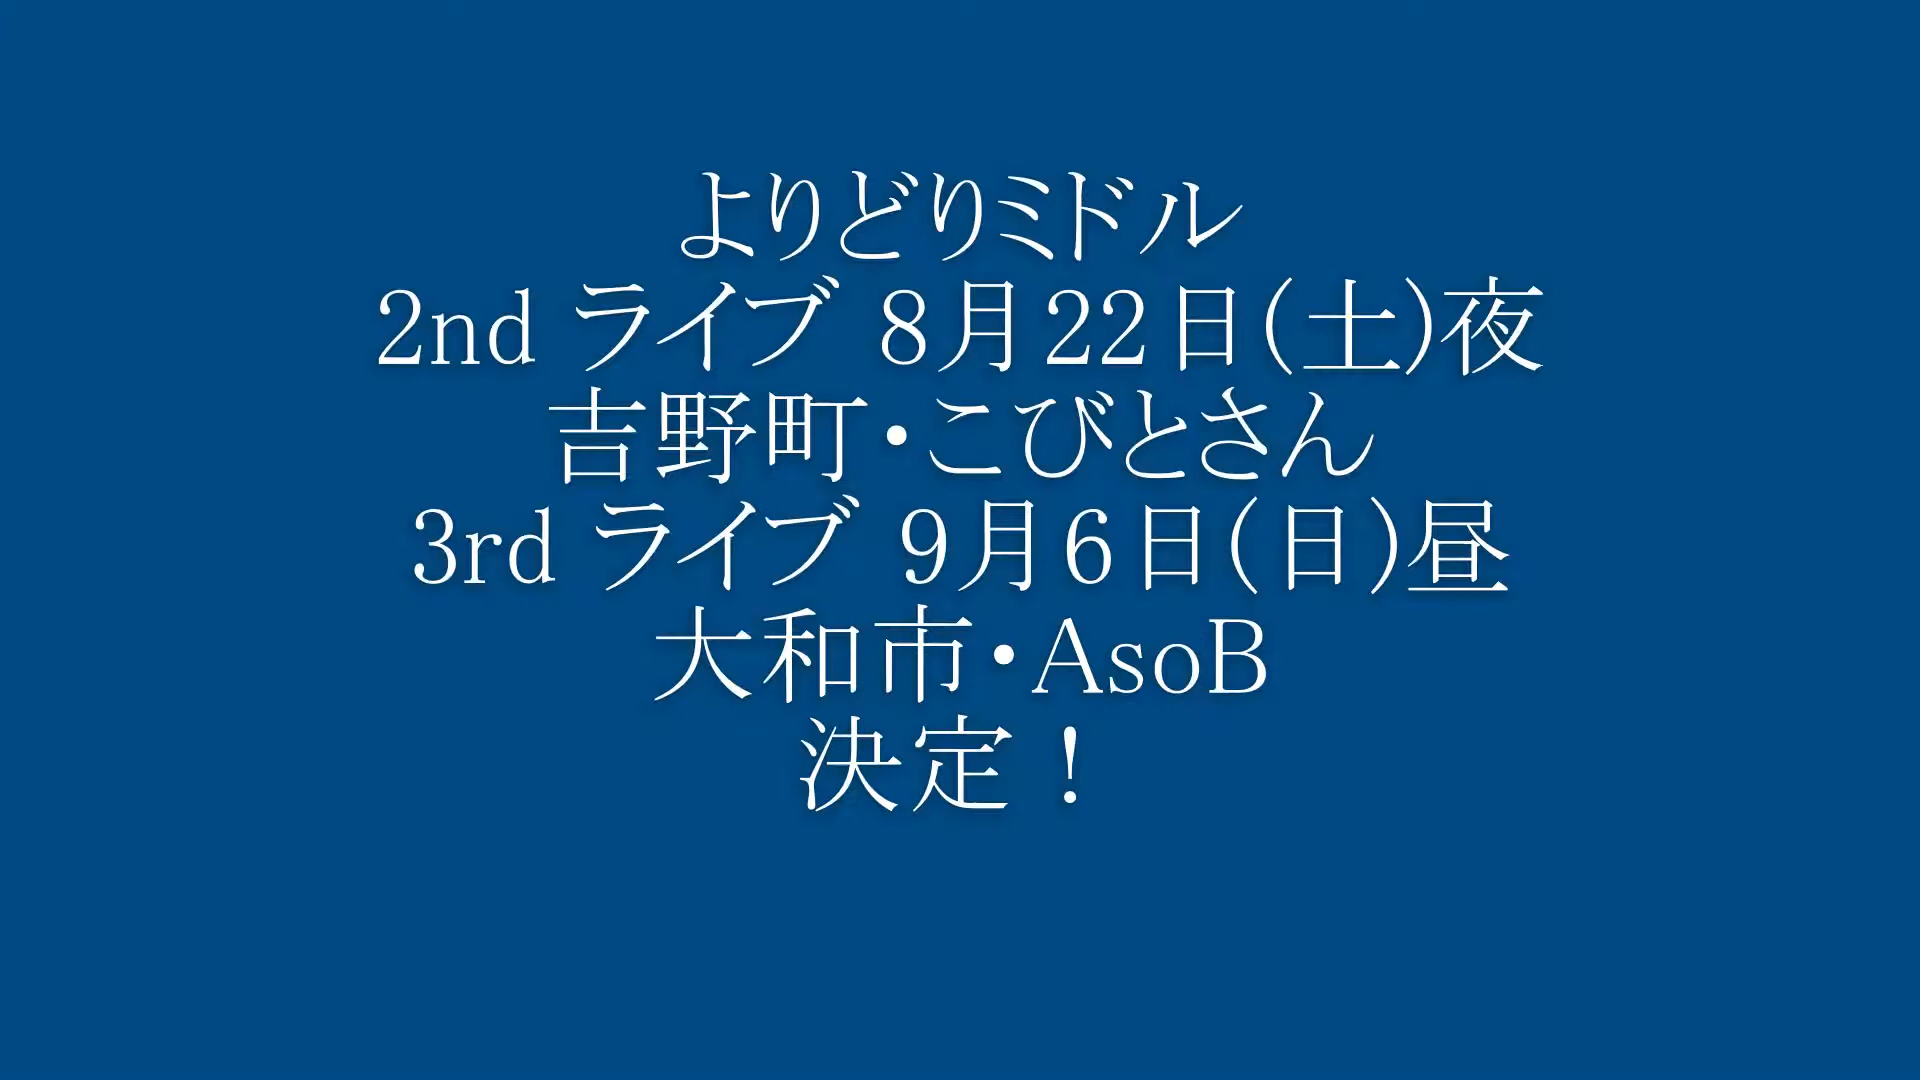 よりどりミドル
2nd ライブ 8月22日(土)夜
吉野町・こびとさん
3rd ライブ 9月6日(日)昼
大和市・AsoB
決定！